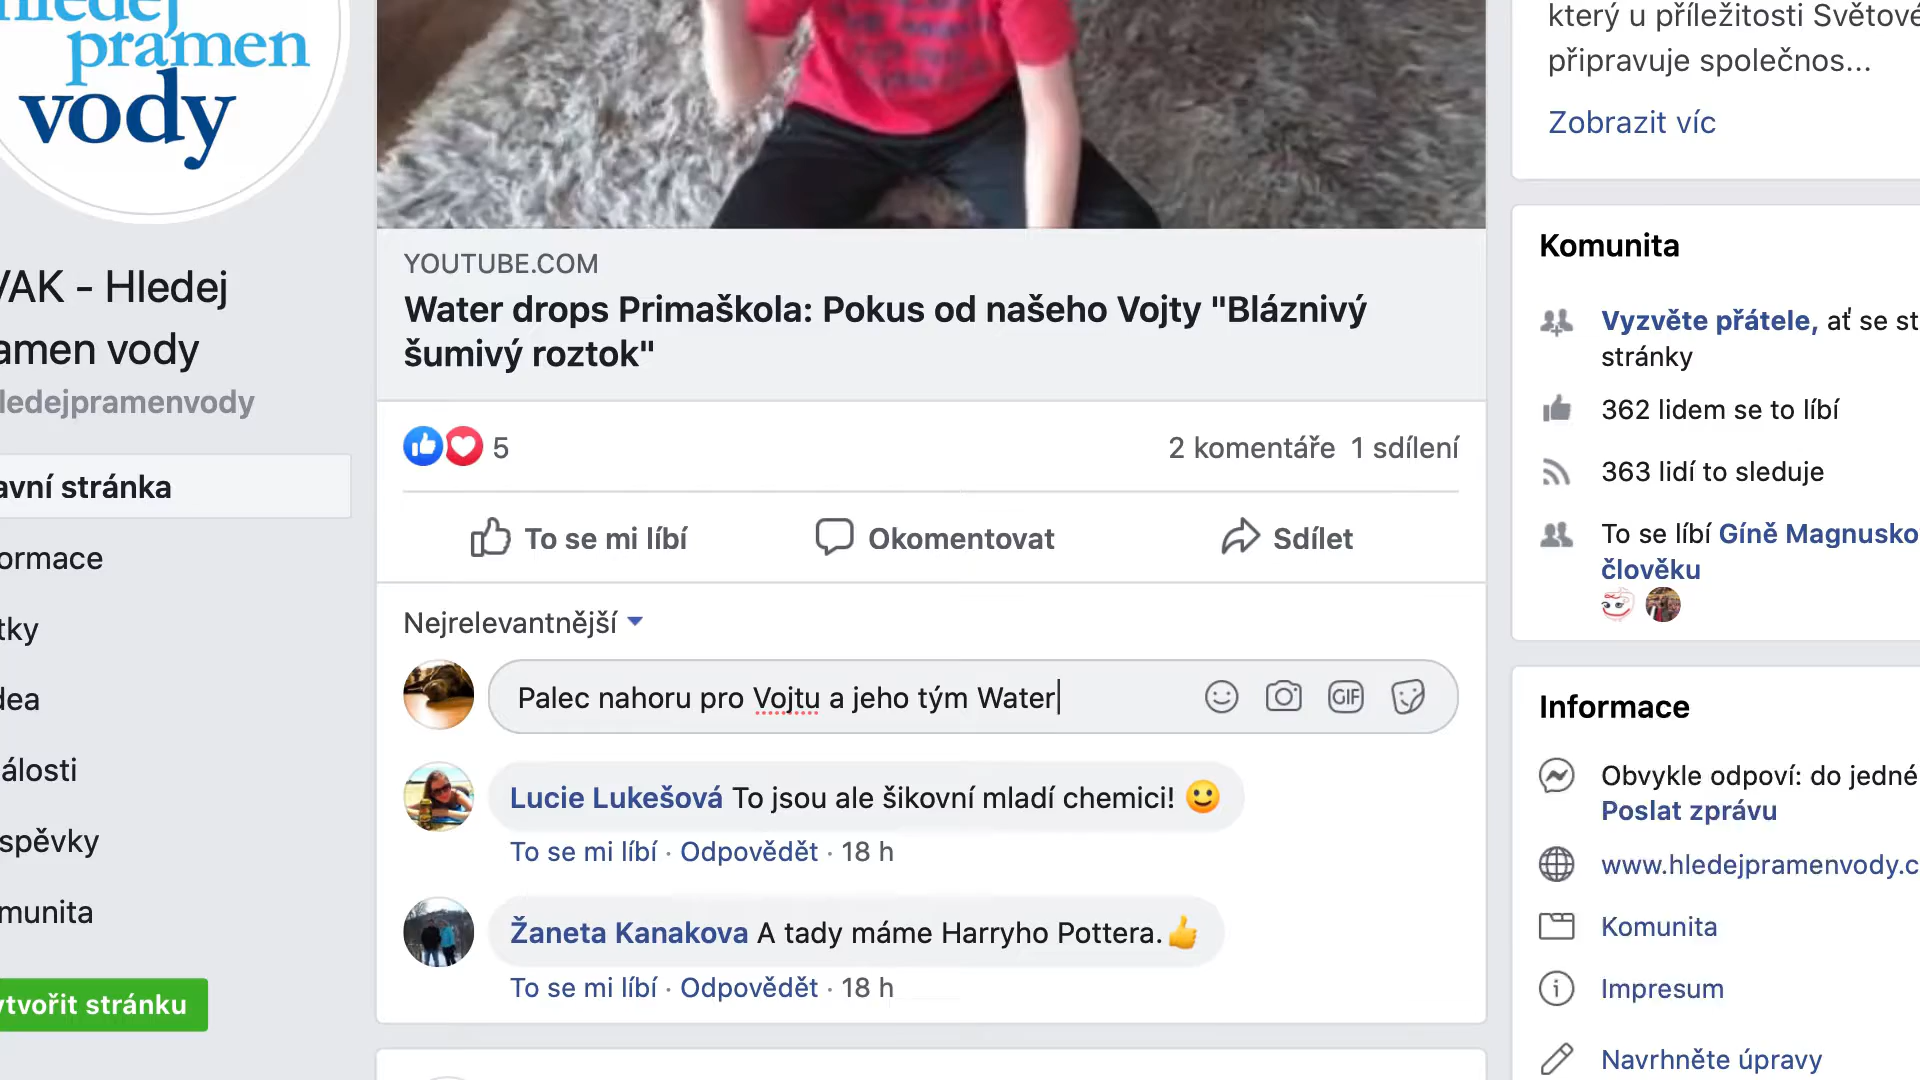 hledej
pramen
vody
VAK - Hledej
amen vody
ledejpramenvody
avní stránka
ormace
tky
dea
álosti
spěvky
munita
ytvořit stránku
YOUTUBE.COM
Water drops Primaškola: Pokus od našeho Vojty "Bláznivý
šumivý roztok"
5
2 komentáře 1 sdílení
To se mi líbí
Okomentovat
Sdílet
Nejrelevantnější
Palec nahoru pro Vojtu a jeho tým Water
GIF
Lucie Lukešová To jsou ale šikovní mladí chemici! 🙂
To se mi líbí · Odpovědět · 18 h
Žaneta Kanakova A tady máme Harryho Pottera.👍
To se mi líbí · Odpovědět · 18 h
který u příležitosti Světové
připravuje společnos...
Zobrazit víc
Komunita
Vyzvěte přátele, ať se st
stránky
362 lidem se to líbí
363 lidí to sleduje
To se líbí Gíně Magnusko
člověku
Informace
Obvykle odpoví: do jedné
Poslat zprávu
www.hledejpramenvody.c
Komunita
Impresum
Navrhněte úpravy